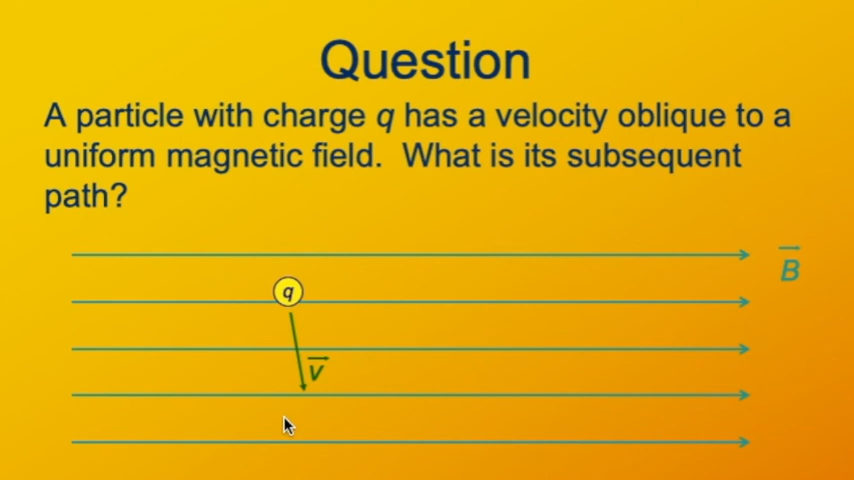 Question
A particle with charge q has a velocity oblique to a
uniform magnetic field. What is its subsequent
path?
B
q
v